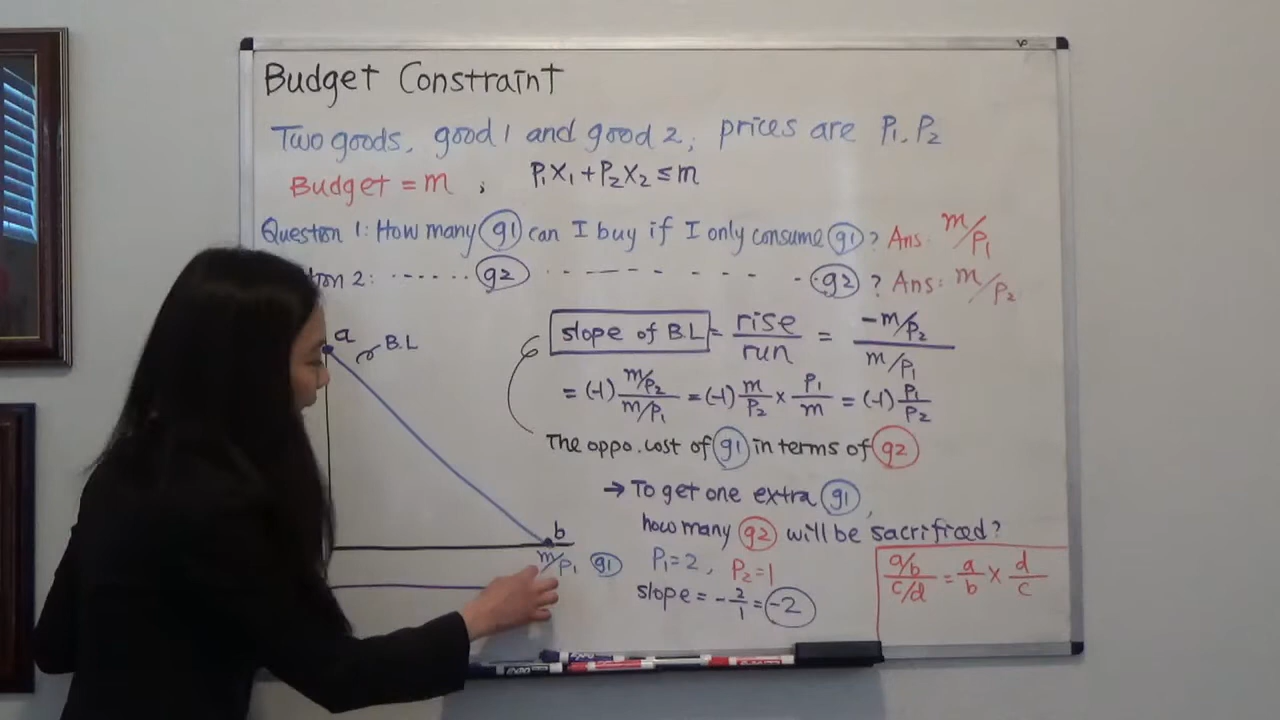 Budget Constraint
Two goods, good 1 and good 2; prices are P₁, P₂
Budget = m ; P₁X₁ + P₂X₂ ≤ m
Question 1: How many g1 can I buy if I only consume g1? Ans: m/P₁
2: ...... g2 .. — — - - - - .. g2? Ans: m/P₂
a
B.L
slope of B.L = rise/run = (-m/P₂)/(m/P₁)
= (-1) (m/P₂)/(m/P₁) = (-1) m/P₂ × P₁/m = (-1) P₁/P₂
The oppo. cost of g1 in terms of g2
→ To get one extra g1,
how many g2 will be sacrificed?
b
m/P₁ g1
P₁=2, P₂=1
slope = -2/1 = -2
(a/b)/(c/d) = a/b × d/c